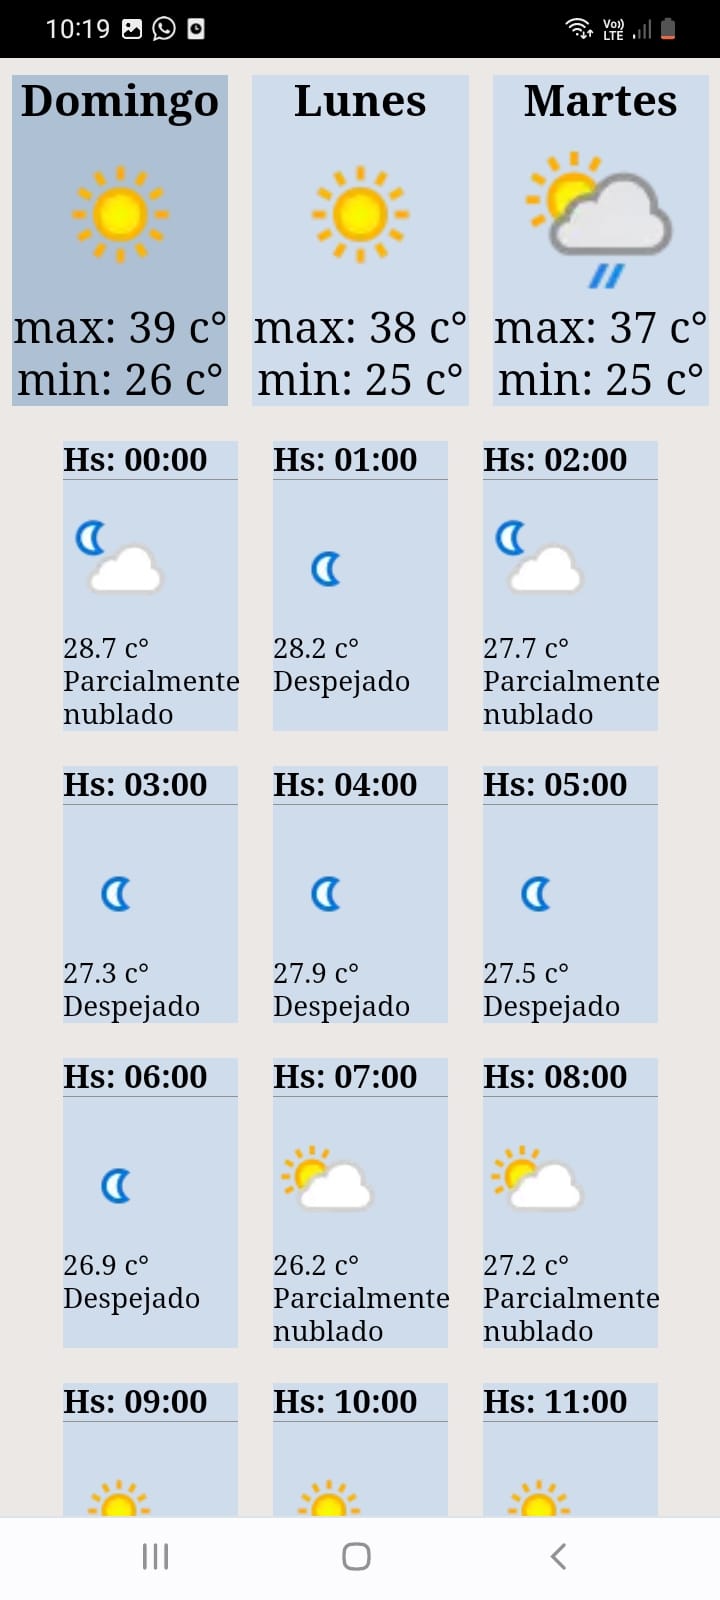 10:19 Vo)) LTE
Domingo Lunes Martes
max: 39 c° max: 38 c° max: 37 c°
min: 26 c° min: 25 c° min: 25 c°
Hs: 00:00 Hs: 01:00 Hs: 02:00
28.7 c° 28.2 c° 27.7 c°
Parcialmente Despejado Parcialmente
nublado nublado
Hs: 03:00 Hs: 04:00 Hs: 05:00
27.3 c° 27.9 c° 27.5 c°
Despejado Despejado Despejado
Hs: 06:00 Hs: 07:00 Hs: 08:00
26.9 c° 26.2 c° 27.2 c°
Despejado Parcialmente Parcialmente
nublado nublado
Hs: 09:00 Hs: 10:00 Hs: 11:00